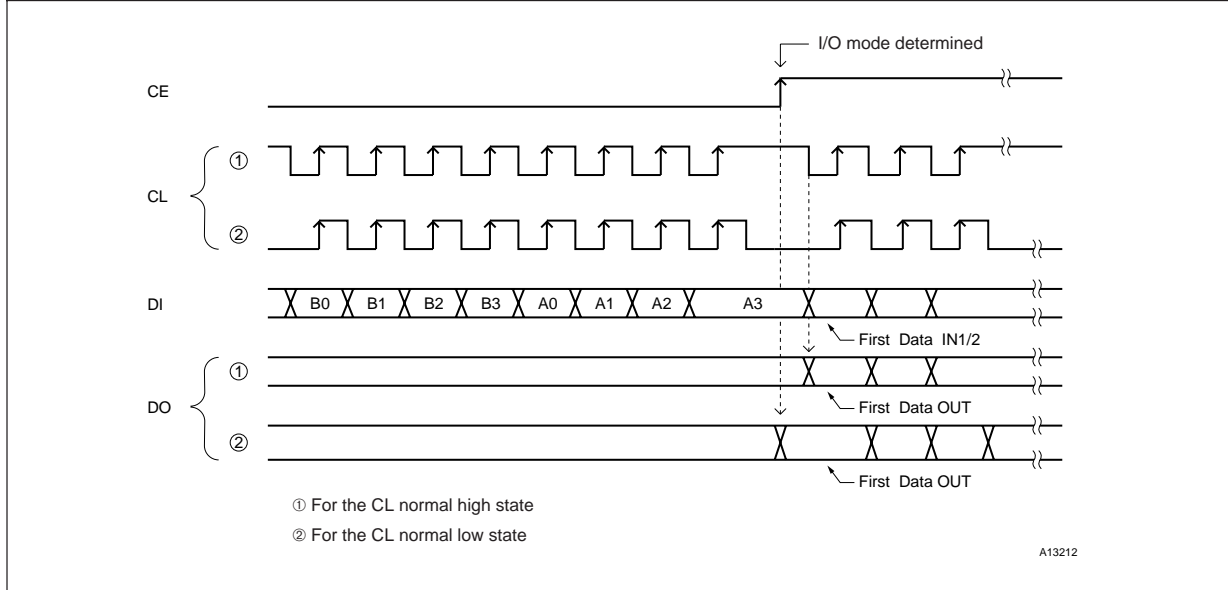 I/O mode determined
CE
CL
①
②
DI
B0 B1 B2 B3 A0 A1 A2 A3
First Data IN1/2
DO
①
First Data OUT
②
First Data OUT
① For the CL normal high state
② For the CL normal low state
A13212